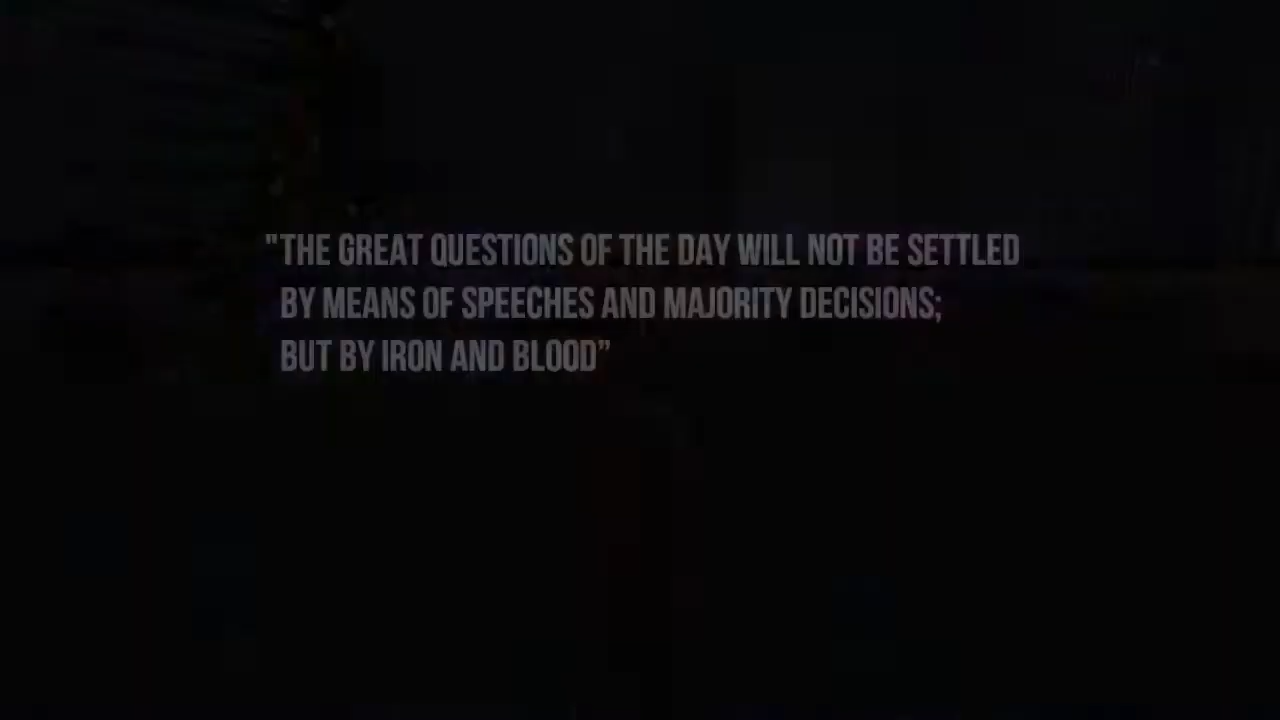 "THE GREAT QUESTIONS OF THE DAY WILL NOT BE SETTLED
BY MEANS OF SPEECHES AND MAJORITY DECISIONS;
BUT BY IRON AND BLOOD”